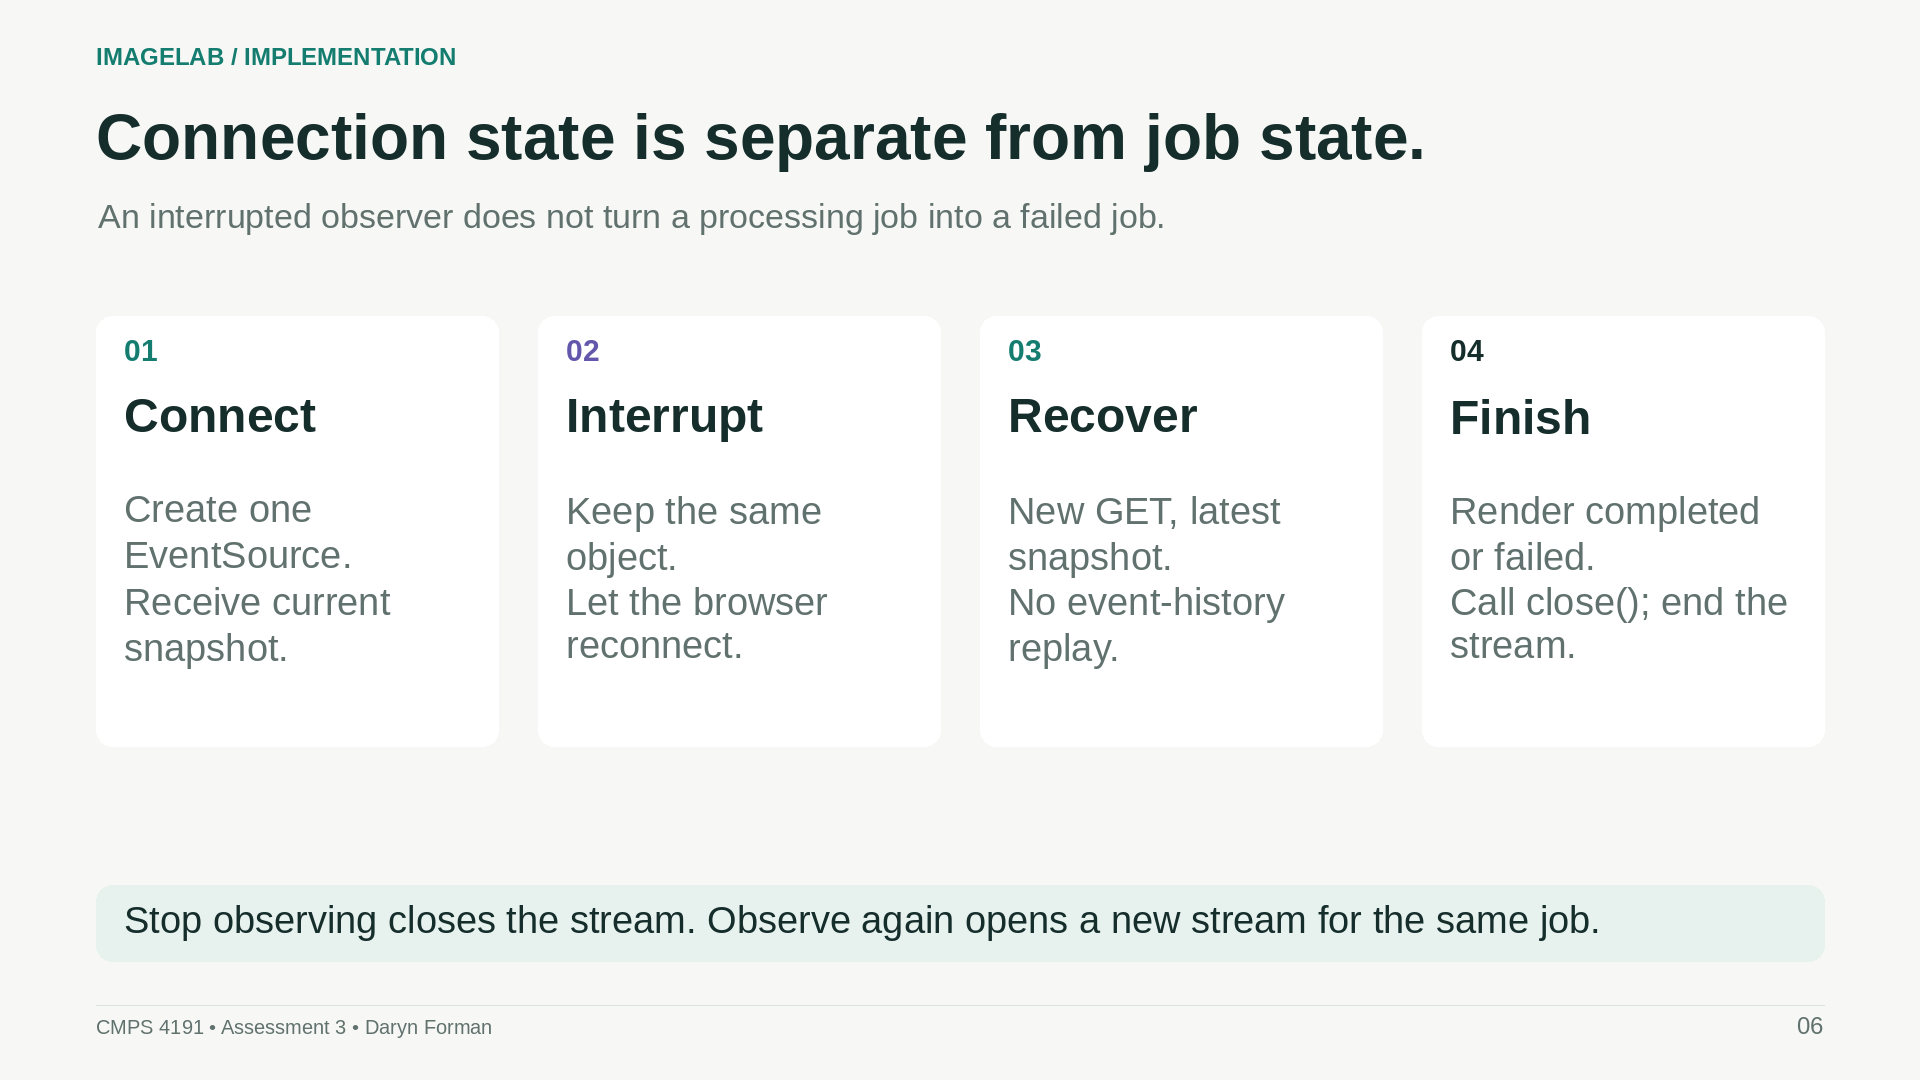 IMAGELAB / IMPLEMENTATION
Connection state is separate from job state.
An interrupted observer does not turn a processing job into a failed job.
01
Connect
Create one
EventSource.
Receive current
snapshot.
02
Interrupt
Keep the same
object.
Let the browser
reconnect.
03
Recover
New GET, latest
snapshot.
No event-history
replay.
04
Finish
Render completed
or failed.
Call close(); end the
stream.
Stop observing closes the stream. Observe again opens a new stream for the same job.
CMPS 4191 • Assessment 3 • Daryn Forman
06